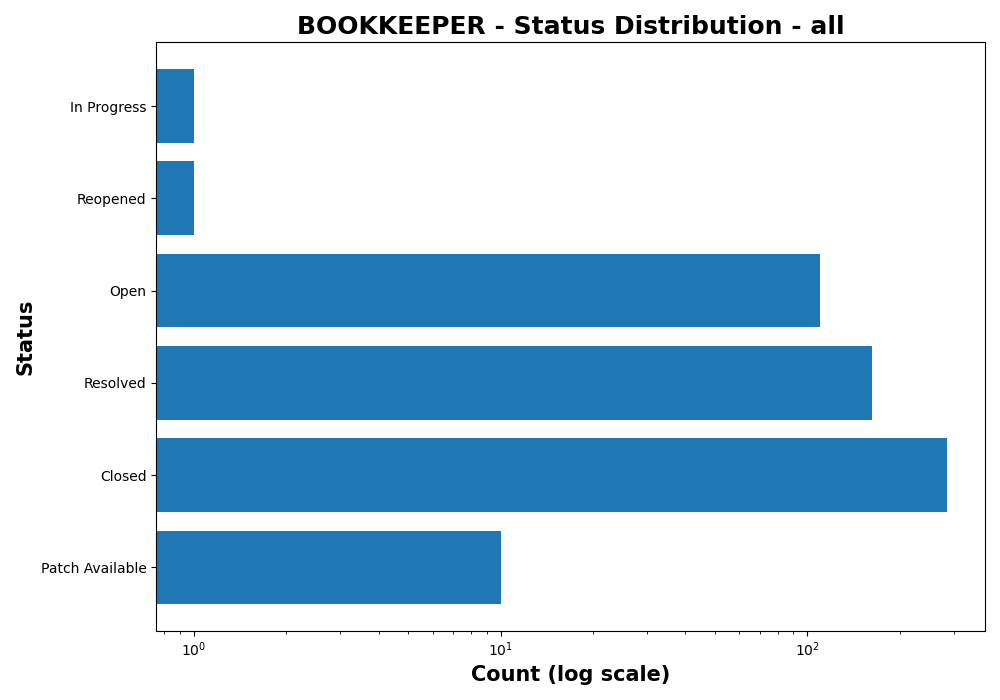 BOOKKEEPER - Status Distribution - all
In Progress
Reopened
Open
Resolved
Closed
Patch Available
Status
10⁰
10¹
10²
Count (log scale)